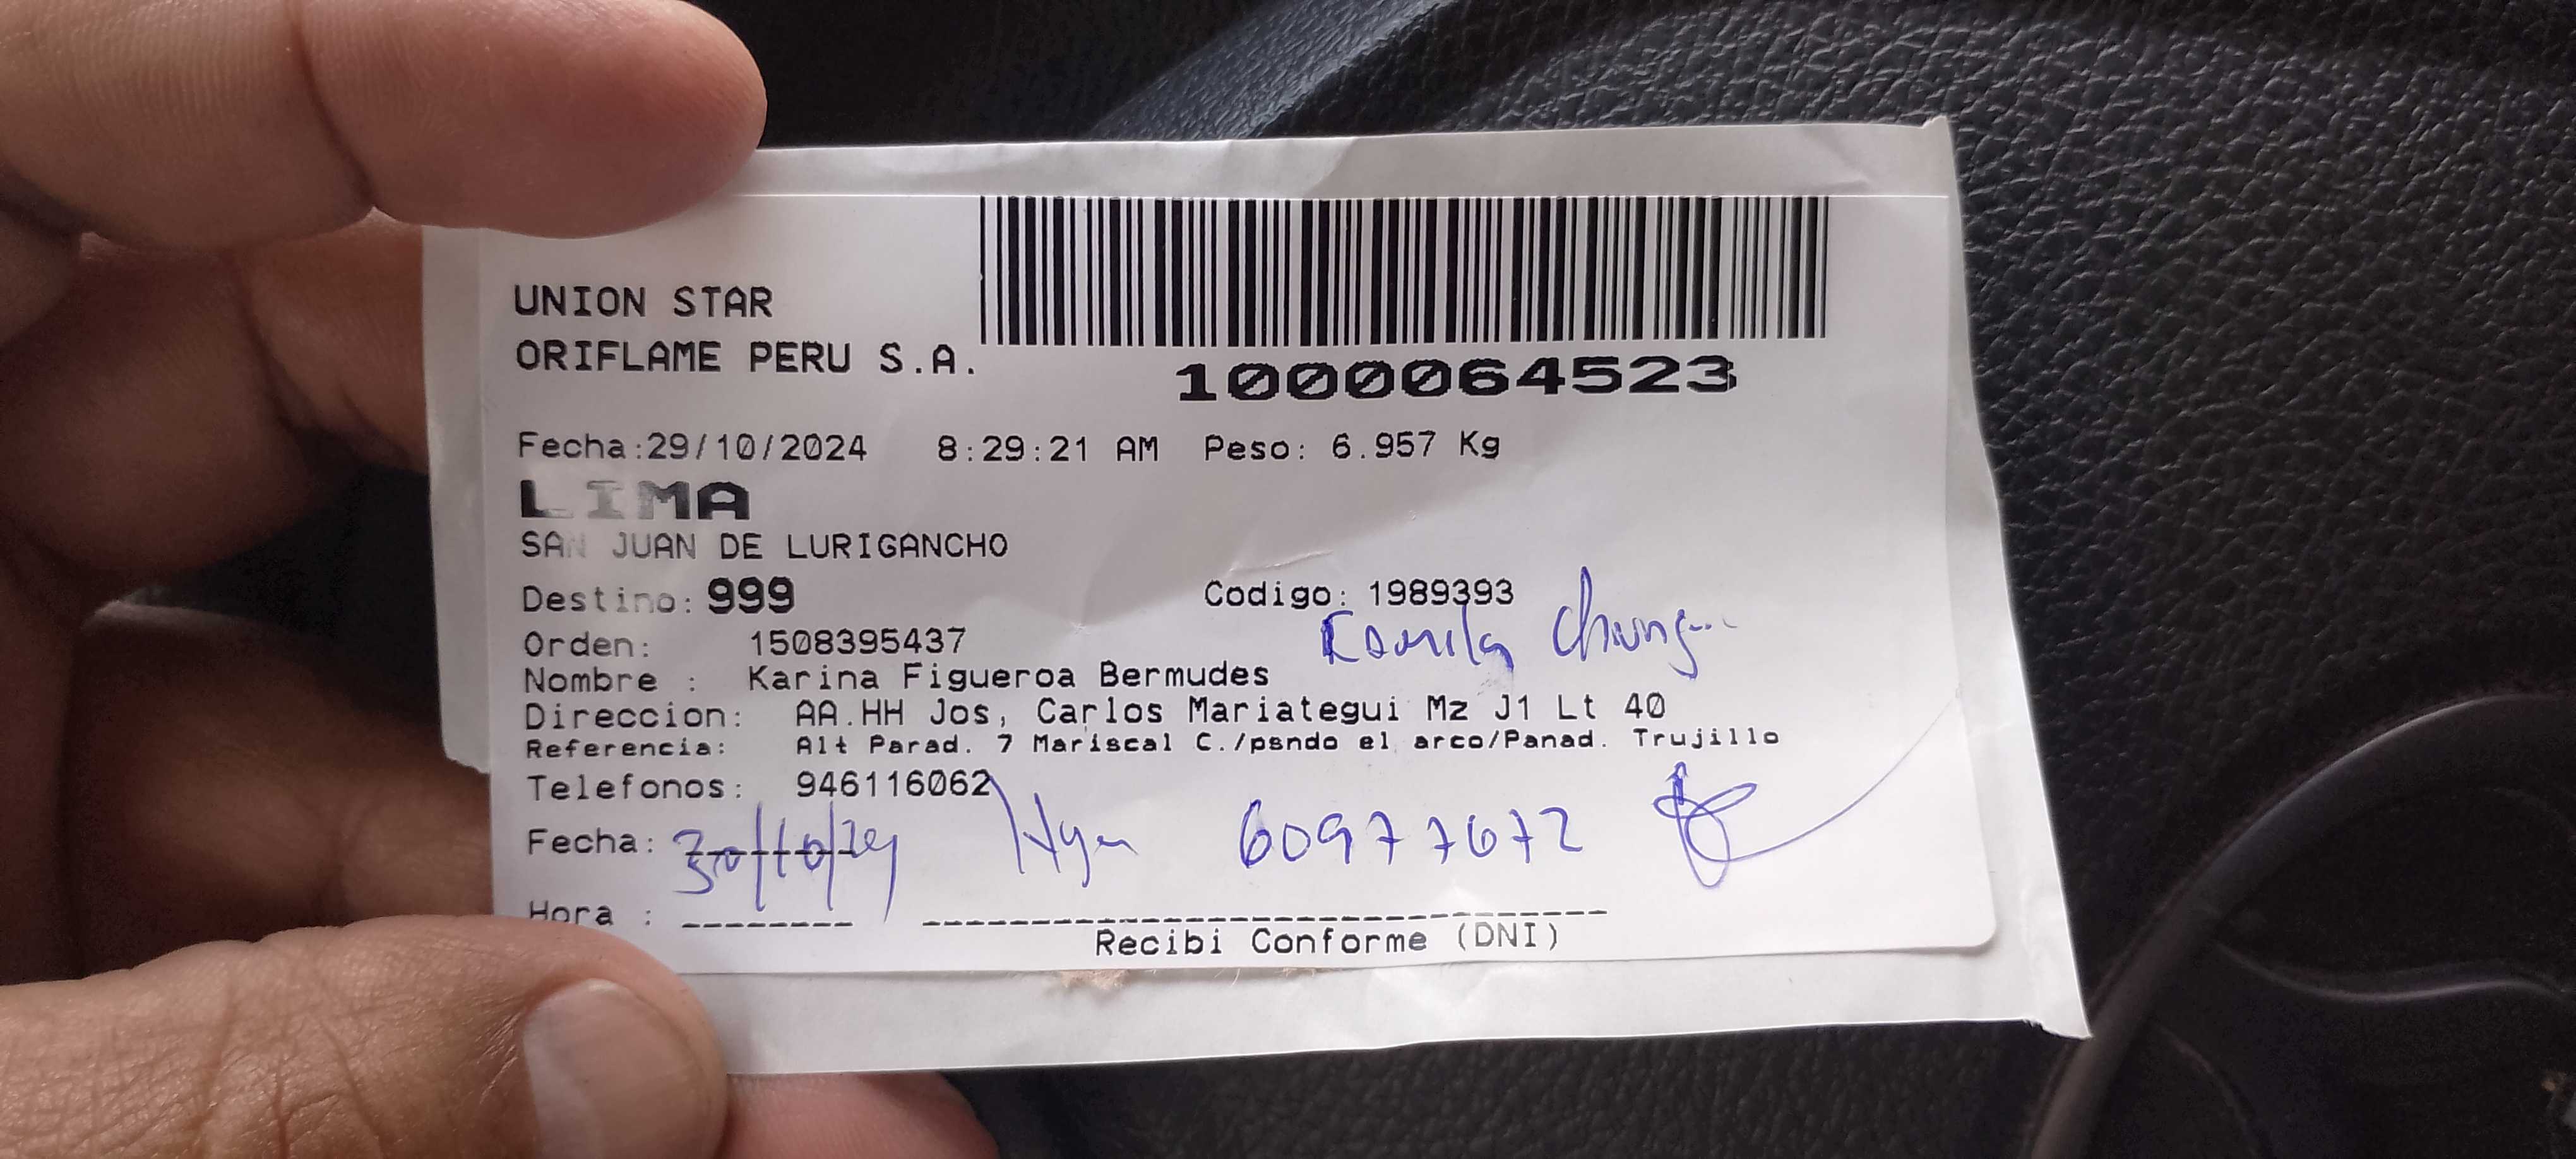 UNION STAR
ORIFLAME PERU S.A.
1000064523
Fecha:29/10/2024 8:29:21 AM Peso: 6.957 Kg
LIMA
SAN JUAN DE LURIGANCHO
Destino: 999 Codigo: 1989393
Orden: 1508395437
Nombre : Karina Figueroa Bermudes
Direccion: AA.HH Jos, Carlos Mariategui Mz J1 Lt 40
Referencia: Alt Parad. 7 Mariscal C./psndo el arco/Panad. Trujillo
Telefonos: 946116062
Fecha: 30/10/24 60977672
Hora :
Recibi Conforme (DNI)